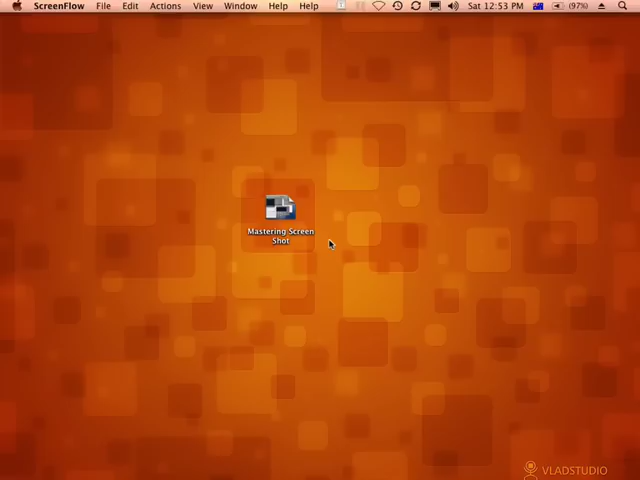 ScreenFlow File Edit Actions View Window Help Help Sat 12:53 PM (97%)
Mastering Screen
Shot
VLADSTUDIO